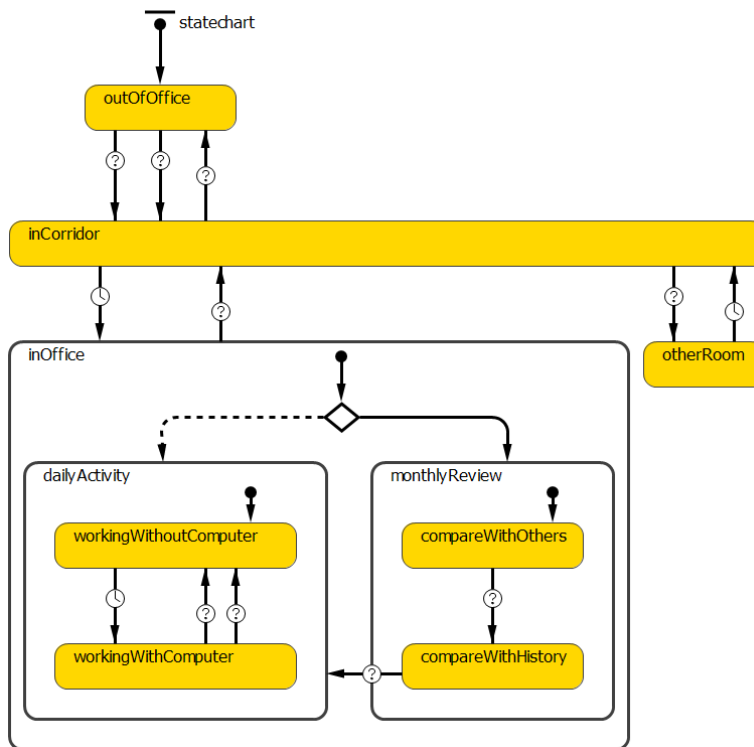 statechart
outOfOffice
?
?
?
inCorridor
?
?
inOffice
otherRoom
dailyActivity
monthlyReview
workingWithoutComputer
compareWithOthers
?
?
?
workingWithComputer
compareWithHistory
?